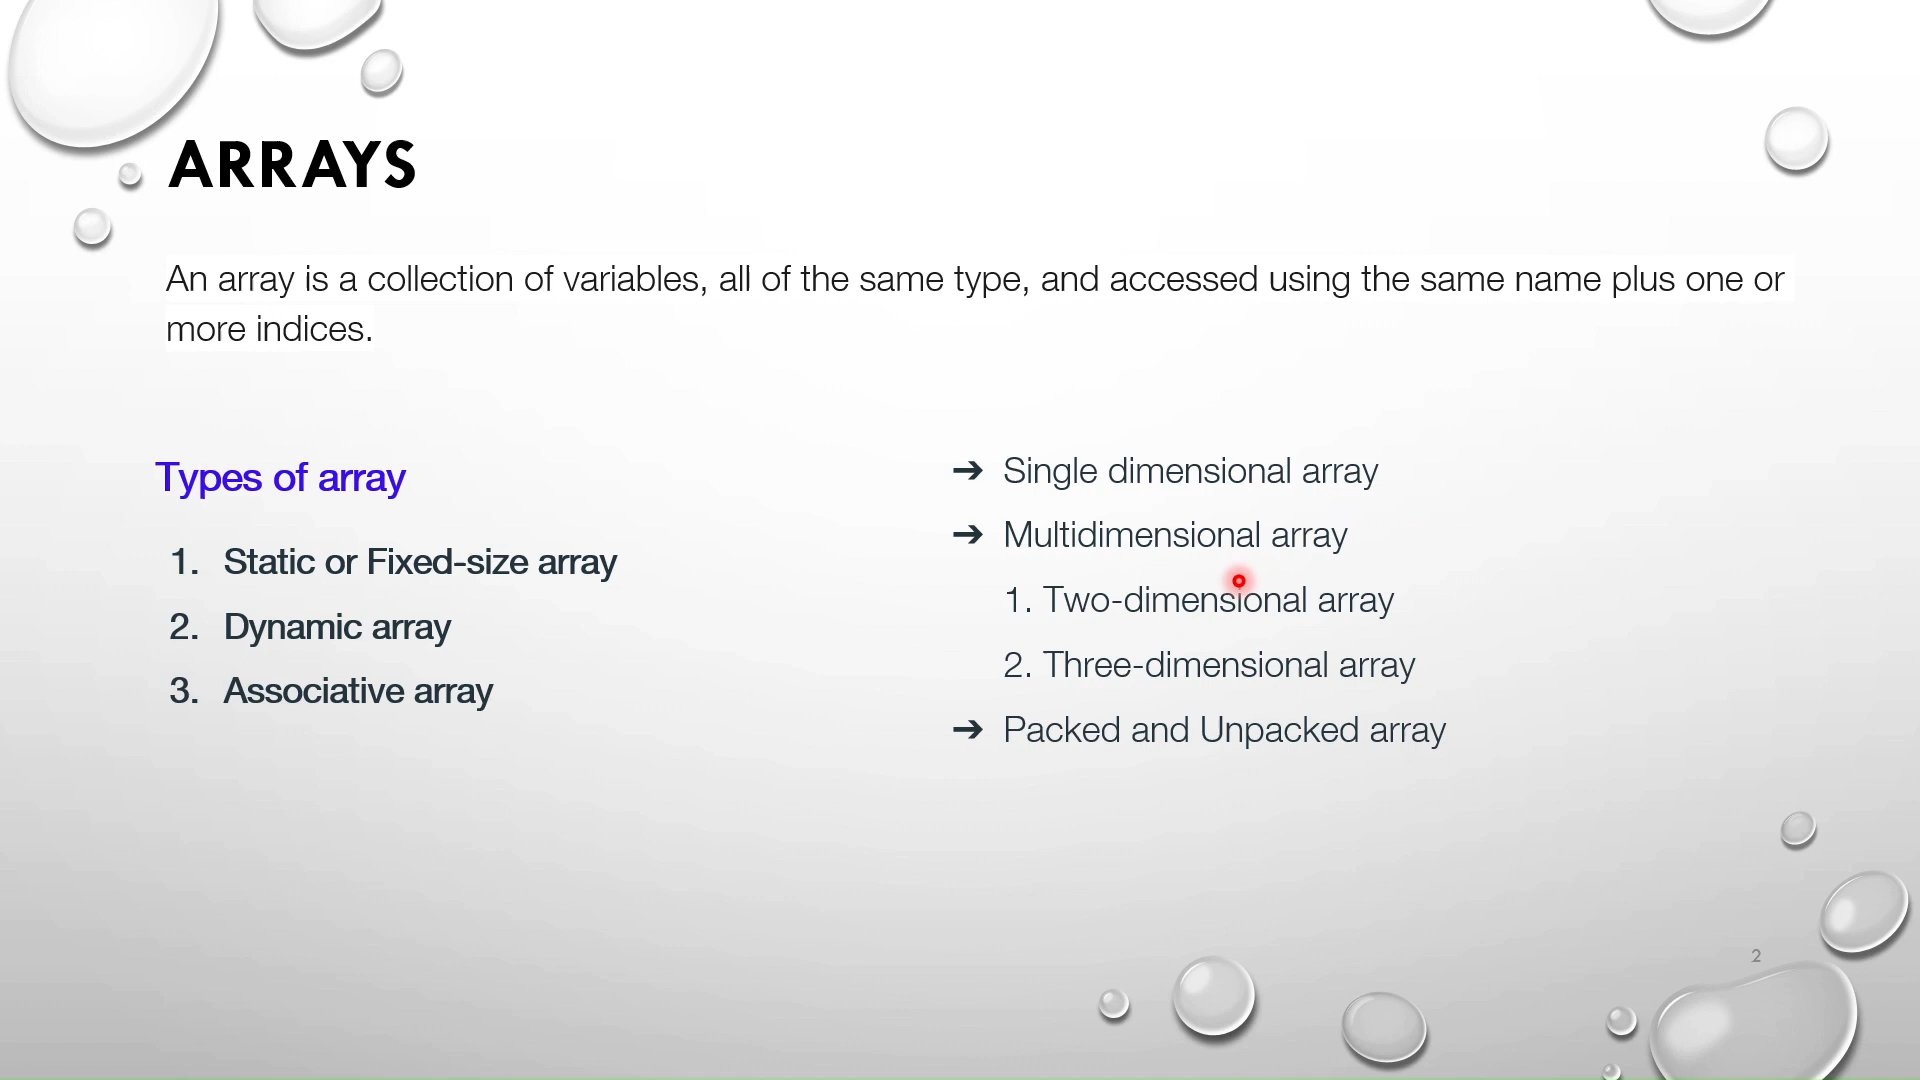 ARRAYS
An array is a collection of variables, all of the same type, and accessed using the same name plus one or
more indices.
Types of array
1. Static or Fixed-size array
2. Dynamic array
3. Associative array
➔ Single dimensional array
➔ Multidimensional array
1. Two-dimensional array
2. Three-dimensional array
➔ Packed and Unpacked array
2